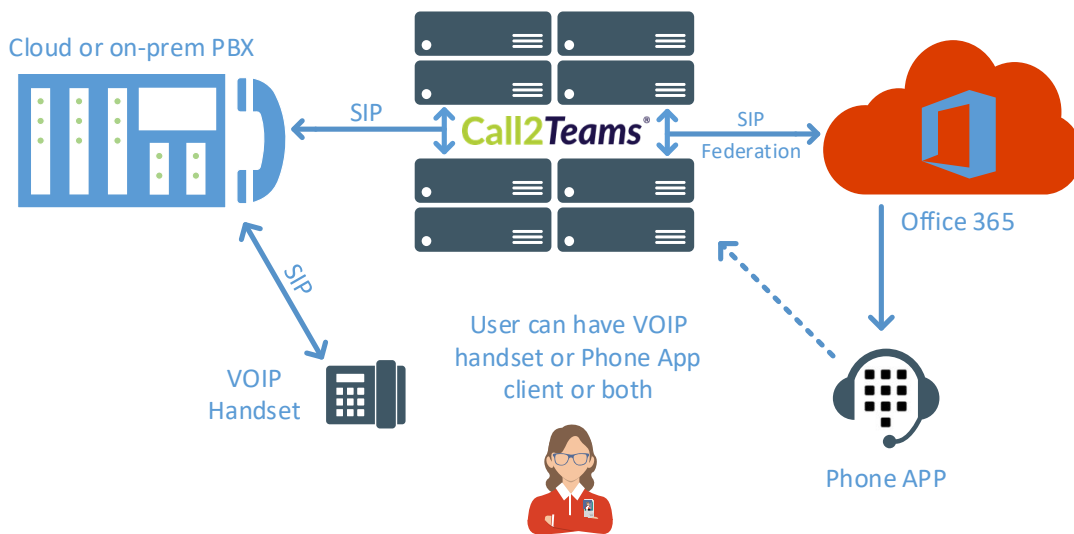 Cloud or on-prem PBX
SIP
Call2Teams®
SIP
Federation
Office 365
SIP
VOIP
Handset
User can have VOIP
handset or Phone App
client or both
Phone APP